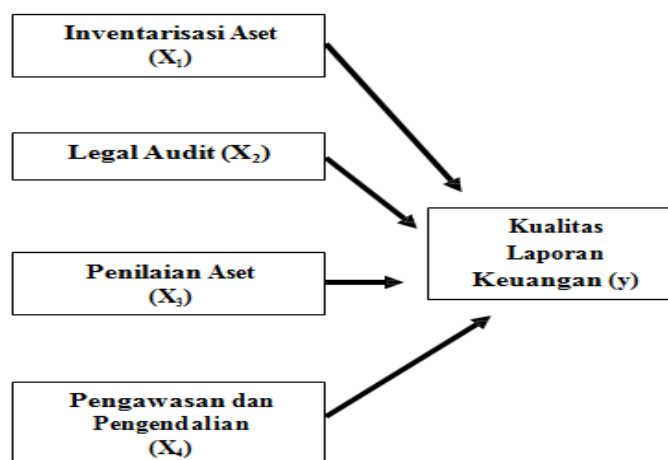 Inventarisasi Aset
(X₁)
Legal Audit (X₂)
Penilaian Aset
(X₃)
Pengawasan dan
Pengendalian
(X₄)
Kualitas
Laporan
Keuangan (y)